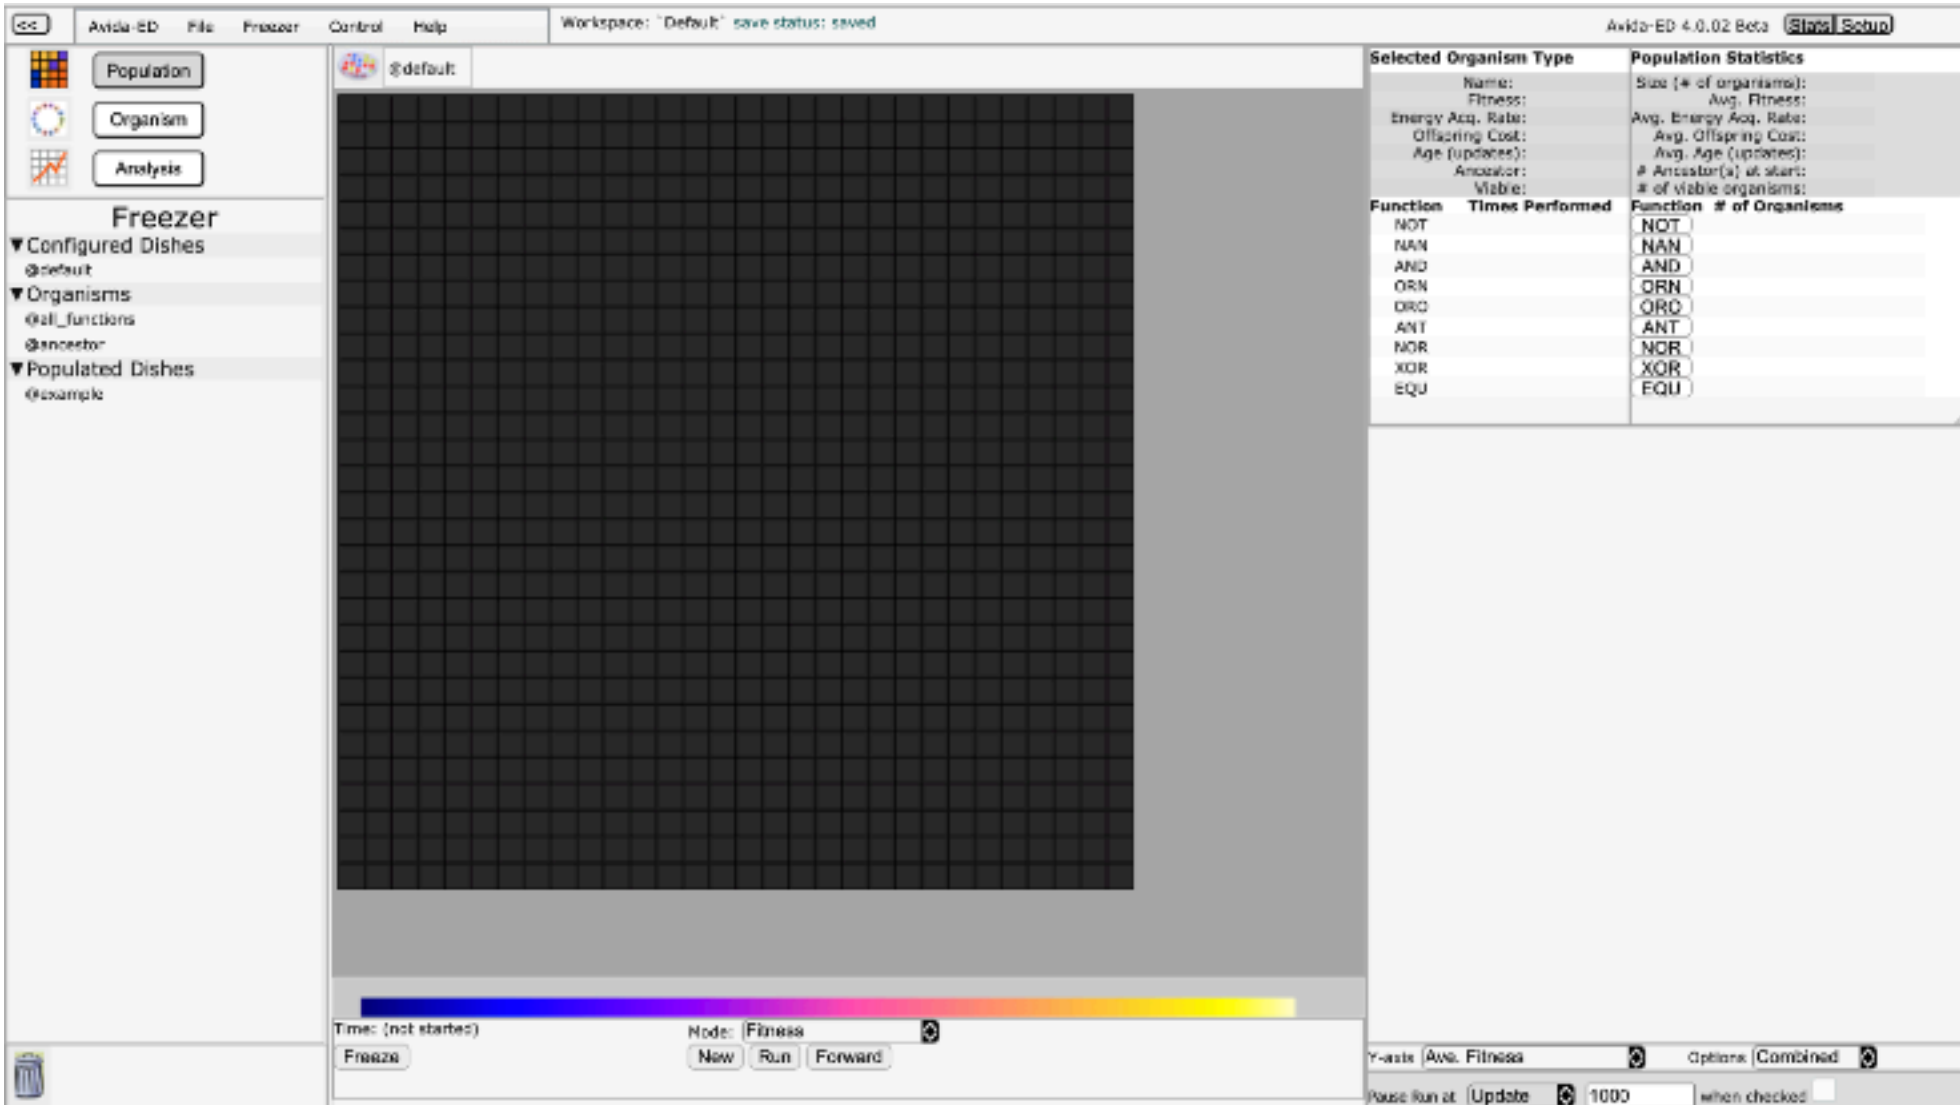 << Avida-ED File Freezer Control Help Workspace: `Default` save status: saved Avida-ED 4.0.02 Beta Stats Setup
Population
Organism
Analysis
Freezer
▼Configured Dishes
@default
▼Organisms
@all_functions
@ancestor
▼Populated Dishes
@example
@default
Time: (not started)
Mode: Fitness
Freeze
New Run Forward
Selected Organism Type
Name:
Fitness:
Energy Acq. Rate:
Offspring Cost:
Age (updates):
Ancestor:
Viable:
Function Times Performed
NOT
NAN
AND
ORN
ORO
ANT
NOR
XOR
EQU
Population Statistics
Size (# of organisms):
Avg. Fitness:
Avg. Energy Acq. Rate:
Avg. Offspring Cost:
Avg. Age (updates):
# Ancestor(s) at start:
# of viable organisms:
Function # of Organisms
NOT
NAN
AND
ORN
ORO
ANT
NOR
XOR
EQU
Y-axis Ave. Fitness Options Combined
Pause Run at Update 1000 when checked